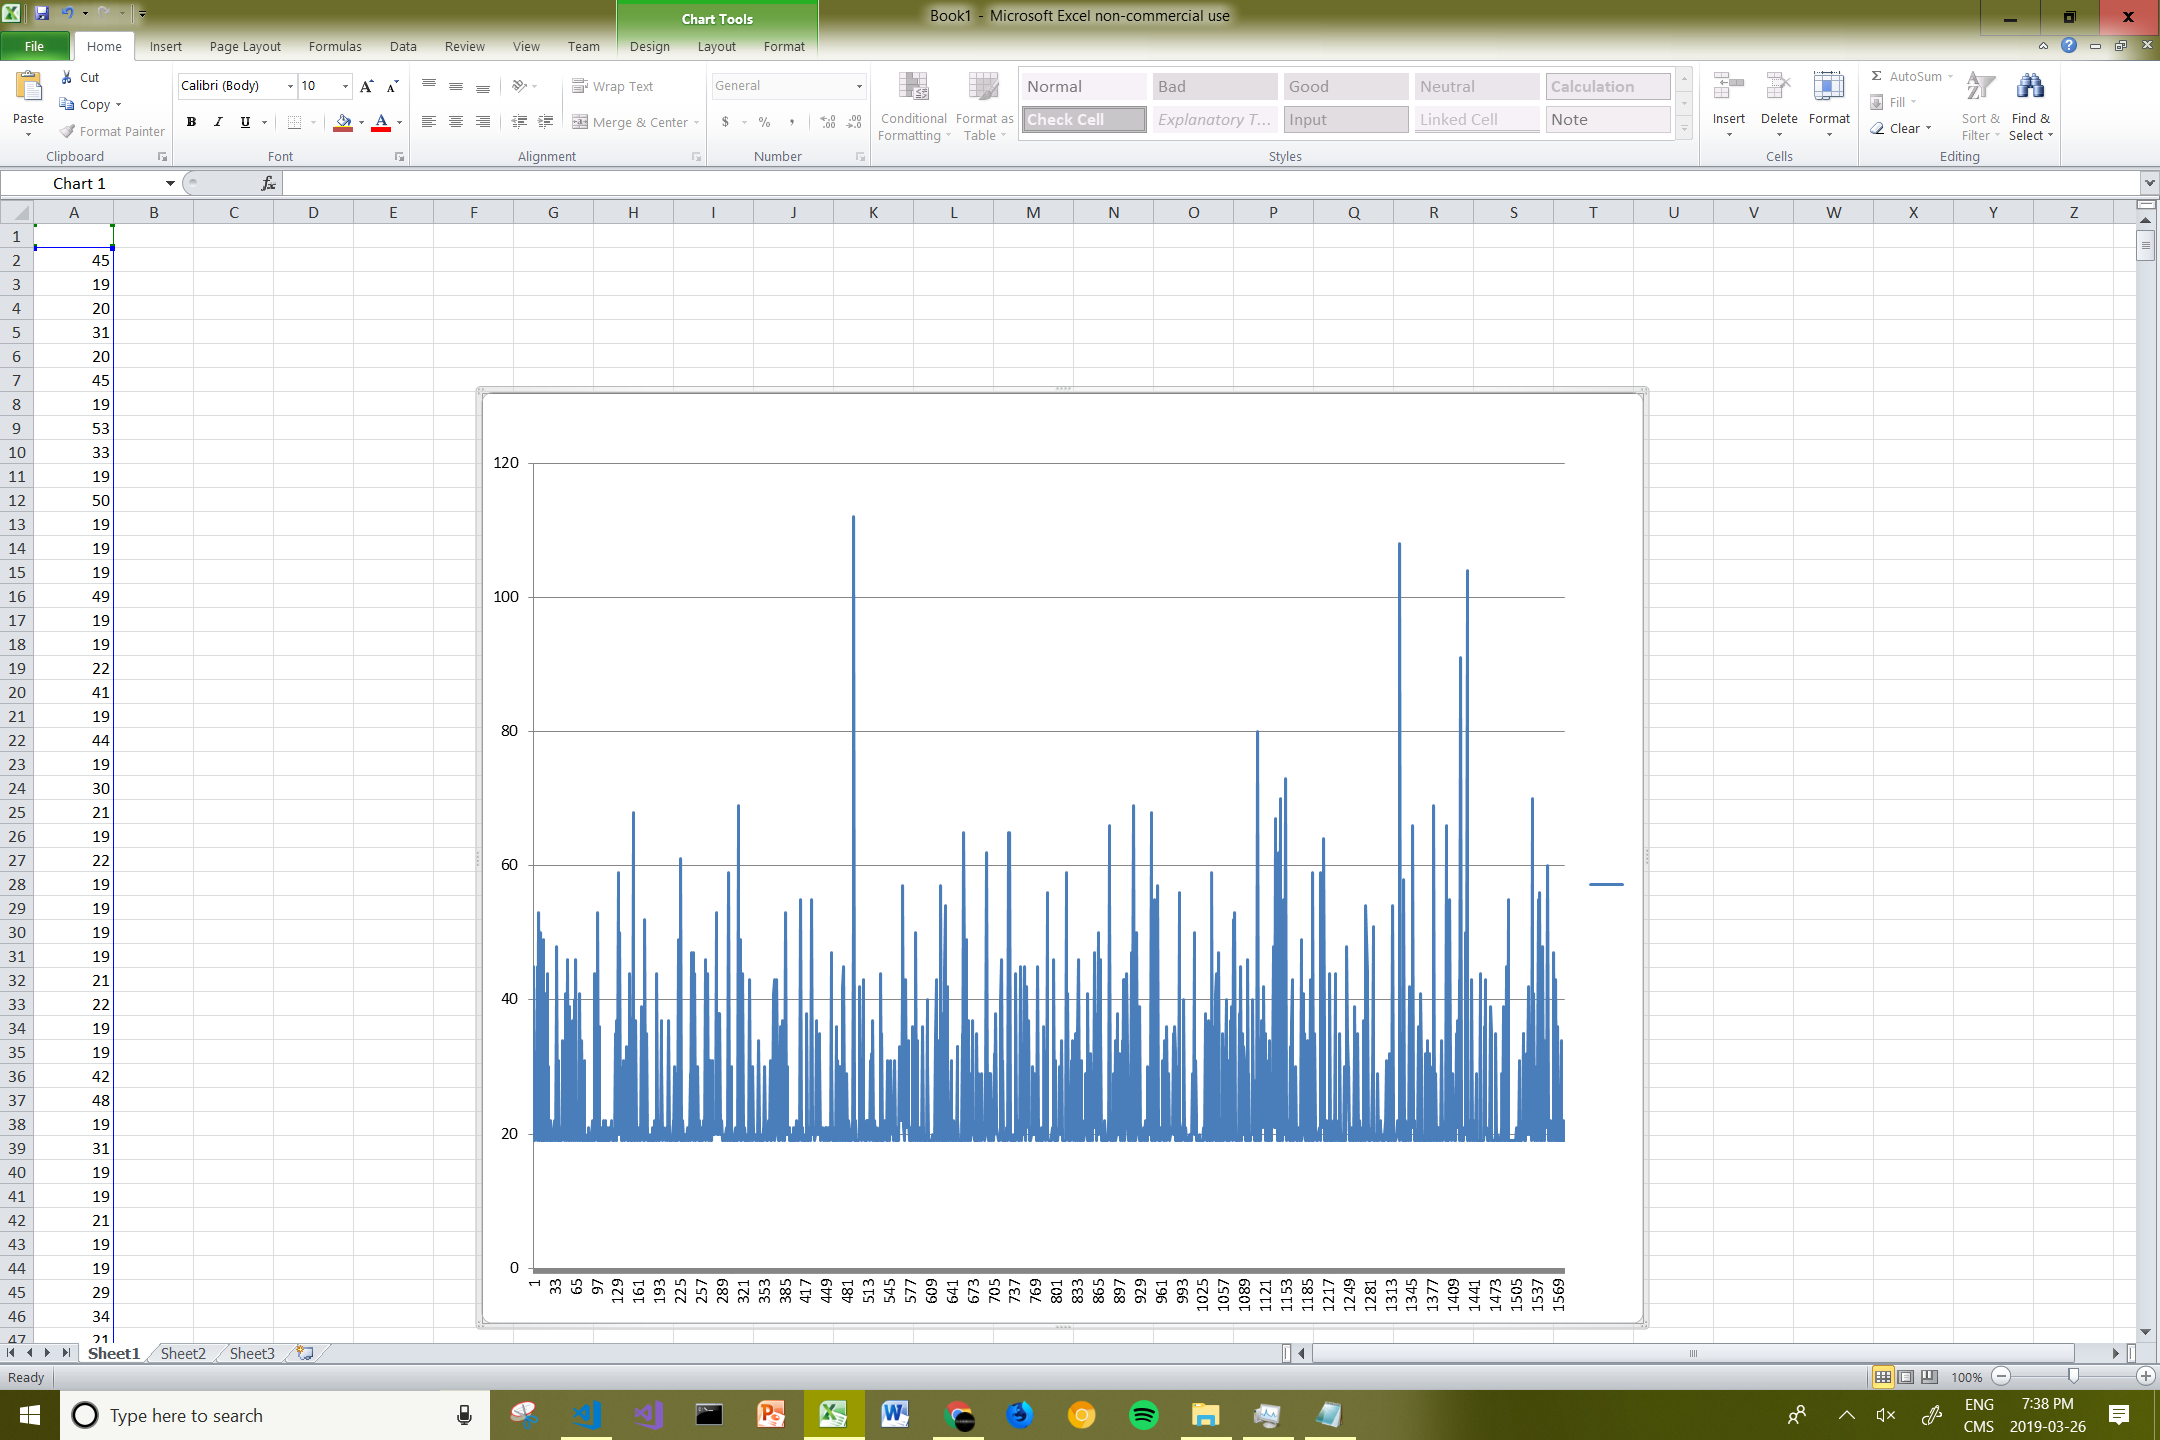 Chart Tools
Book1 - Microsoft Excel non-commercial use
File Home Insert Page Layout Formulas Data Review View Team Design Layout Format
Paste
Cut
Copy
Format Painter
Clipboard
Calibri (Body) 10
B I U
Font
Wrap Text
Merge & Center
Alignment
General
$ % ,
Number
Conditional Formatting
Format as Table
Normal Bad Good Neutral Calculation
Check Cell Explanatory T... Input Linked Cell Note
Styles
Insert Delete Format
Cells
AutoSum
Fill
Clear
Sort & Filter
Find & Select
Editing
Chart 1
fx
A B C D E F G H I J K L M N O P Q R S T U V W X Y Z
1
2 45
3 19
4 20
5 31
6 20
7 45
8 19
9 53
10 33
11 19
12 50
13 19
14 19
15 19
16 49
17 19
18 19
19 22
20 41
21 19
22 44
23 19
24 30
25 21
26 19
27 22
28 19
29 19
30 19
31 19
32 21
33 22
34 19
35 19
36 42
37 48
38 19
39 31
40 19
41 19
42 21
43 19
44 19
45 29
46 34
47 21
120
100
80
60
40
20
0
1 33 65 97 129 161 193 225 257 289 321 353 385 417 449 481 513 545 577 609 641 673 705 737 769 801 833 865 897 929 961 993 1025 1057 1089 1121 1153 1185 1217 1249 1281 1313 1345 1377 1409 1441 1473 1505 1537 1569
Sheet1 Sheet2 Sheet3
Ready
100%
Type here to search
ENG
CMS
7:38 PM
2019-03-26